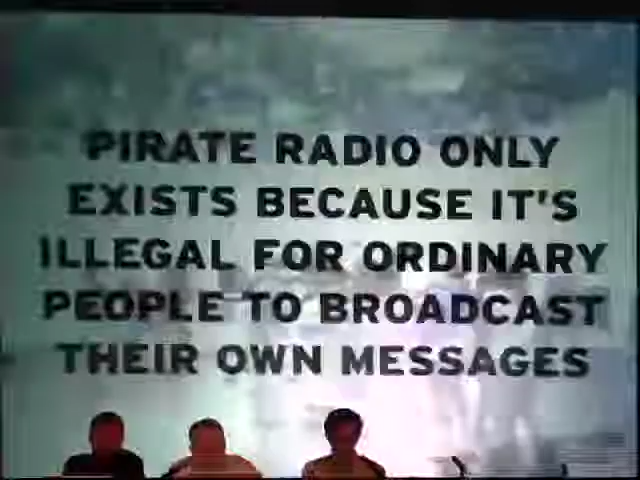 PIRATE RADIO ONLY
EXISTS BECAUSE IT'S
ILLEGAL FOR ORDINARY
PEOPLE TO BROADCAST
THEIR OWN MESSAGES